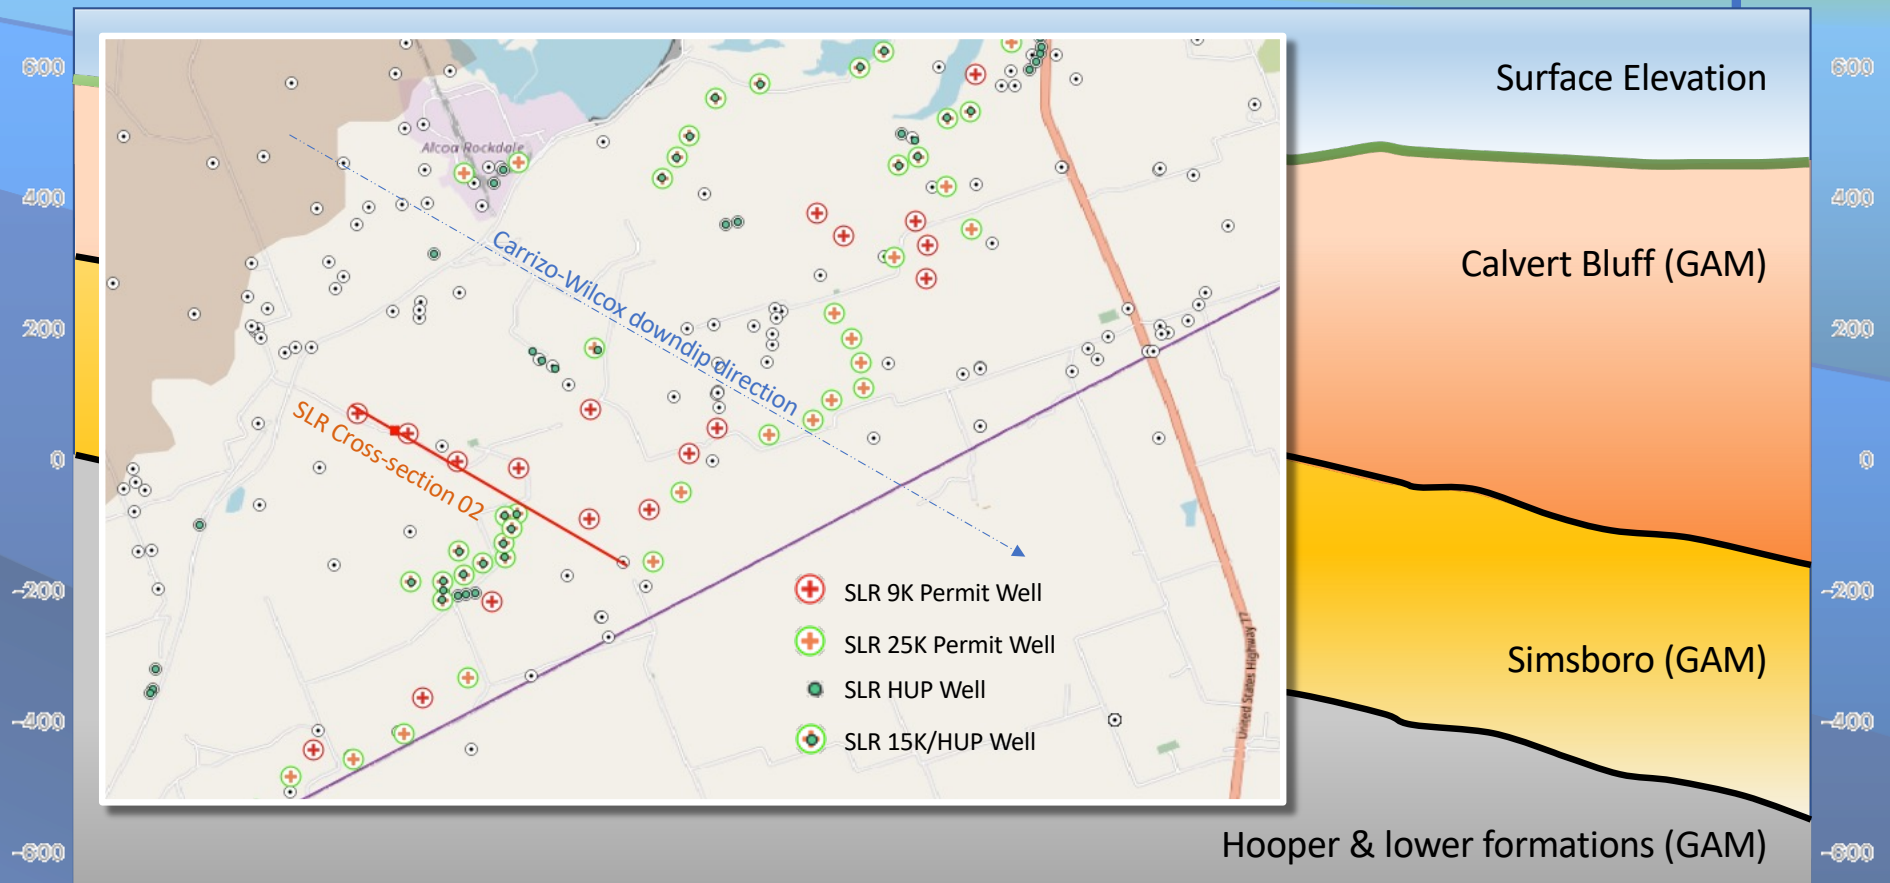 600
400
200
0
-200
-400
-600
Alcoa Rockdale
Carrizo-Wilcox downdip direction
SLR Cross-section 02
SLR 9K Permit Well
SLR 25K Permit Well
SLR HUP Well
SLR 15K/HUP Well
United States Highway 77
Surface Elevation
Calvert Bluff (GAM)
Simsboro (GAM)
Hooper & lower formations (GAM)
600
400
200
0
-200
-400
-600